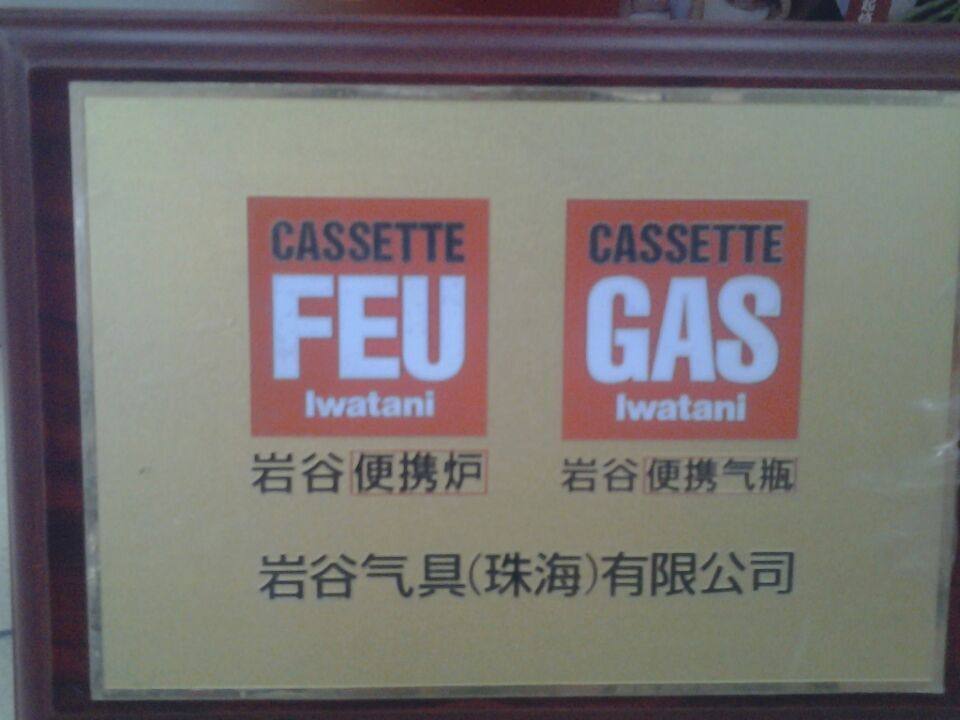 CASSETTE
FEU
Iwatani
岩谷便携炉
CASSETTE
GAS
Iwatani
岩谷便携气瓶
岩谷气具(珠海)有限公司